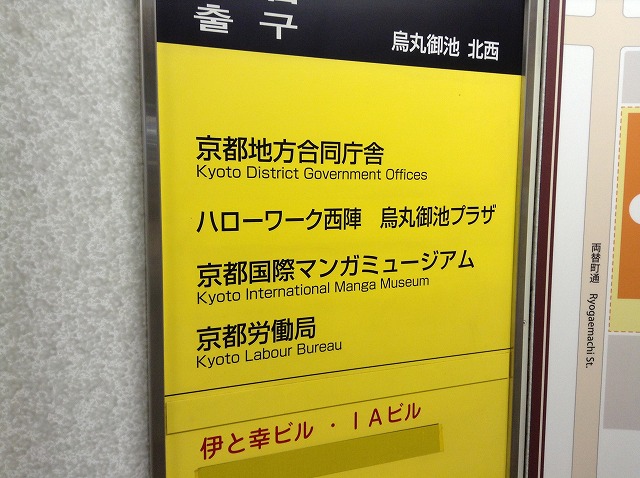 출 구
烏丸御池 北西
京都地方合同庁舎
Kyoto District Government Offices
ハローワーク西陣 烏丸御池プラザ
京都国際マンガミュージアム
Kyoto International Manga Museum
京都労働局
Kyoto Labour Bureau
伊と幸ビル ・ IAビル
両替町通 Ryogaemachi St.